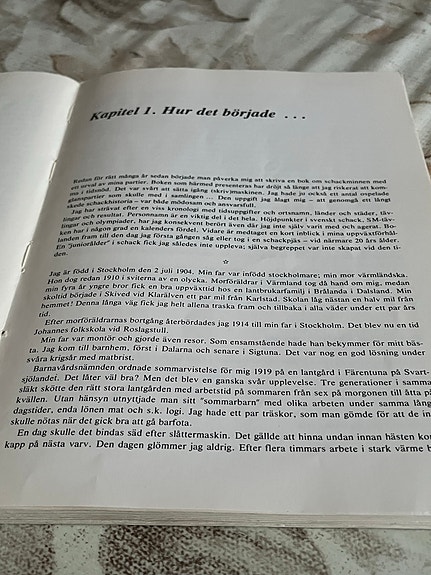 Kapitel 1. Hur det började ...
Redan för rätt många år sedan började man påverka mig att skriva en bok om schackminnen med
ett urval av mina partier. Boken som härmed presenteras har dröjt så länge att jag riskerat att kom-
ma i tidsnöd. Det var svårt att sätta igång (skriv)maskinen. Jag hade ju också ett antal ospelade
glanspartier som skulle med i samlingen ... Den uppgift jag ålagt mig – att genomgå ett långt
skede schackhistoria – var både mödosam och ansvarsfull.
Jag har strävat efter en viss kronologi med tidsuppgifter och ortsnamn, länder och städer, täv-
lingar och resultat. Personnamn är en viktig del i det hela. Höjdpunkter i svenskt schack, SM-täv-
lingar och olympiader, har jag konsekvent berört även det där jag inte själv varit med och agerat. Bo-
ken har i någon grad en kalenders fördel. Vidare är medtaget en kort inblick i mina uppväxtförhål-
landen fram till den dag jag första gången såg eller tog i en schackpjäs – vid närmare 20 års ålder.
En "juniorålder" i schack fick jag således inte uppleva; själva begreppet var inte skapat vid den ti-
den.
☆
Jag är född i Stockholm den 2 juli 1904. Min far var infödd stockholmare; min mor värmländska.
Hon dog redan 1910 i sviterna av en olycka. Morföräldrar i Värmland tog då hand om mig, medan
min fyra år yngre bror fick en bra uppväxttid hos en lantbrukarfamilj i Brålanda i Dalsland. Min
skoltid började i Skived vid Klarälven ett par mil från Karlstad. Skolan låg nästan en halv mil från
hemmet! Denna långa väg fick jag helt allena traska fram och tillbaka i alla väder under ett par års
tid.
Efter morföräldrarnas bortgång återbördades jag 1914 till min far i Stockholm. Det blev nu en tid
Johannes folkskola vid Roslagstull.
Min far var montör och gjorde även resor. Som ensamstående hade han bekymmer för mitt bäs-
ta. Jag kom till barnhem, först i Dalarna och senare i Sigtuna. Det var nog en god lösning under
svåra krigsår med matbrist.
Barnavårdsnämnden ordnade sommarvistelse för mig 1919 på en lantgård i Färentuna på Svart-
sjölandet. Det låter väl bra? Men det blev en ganska svår upplevelse. Tre generationer i samma
släkt skötte den rätt stora lantgården med arbetstid på sommaren från sex på morgonen till åtta på
kvällen. Utan hänsyn utnyttjade man sitt "sommarbarn" med olika arbeten under samma lång
dagstider, enda lönen mat och s.k. logi. Jag hade ett par träskor, som man gömde för att de in
skulle nötas när det gick bra att gå barfota.
En dag skulle det bindas säd efter slåttermaskin. Det gällde att hinna undan innan hästen kom
kapp på nästa varv. Den dagen glömmer jag aldrig. Efter flera timmars arbete i stark värme b